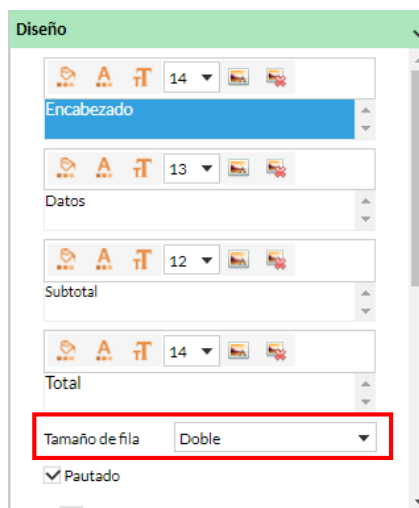 Diseño
14
Encabezado
13
Datos
12
Subtotal
14
Total
Tamaño de fila Doble
Pautado